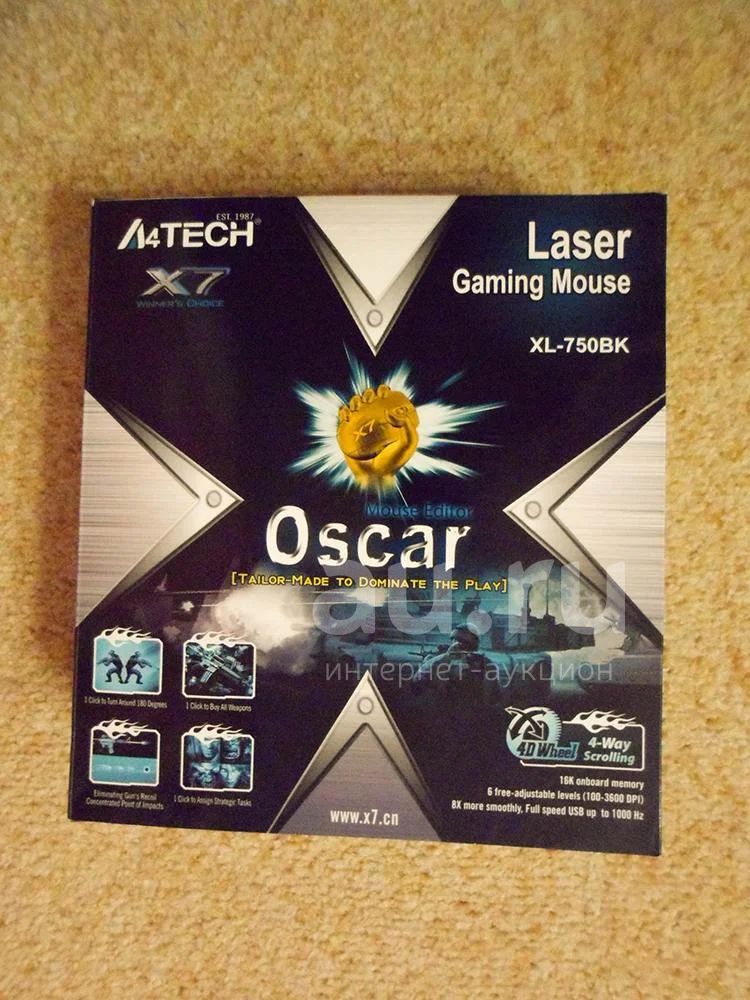 EST. 1987
A4TECH®
X7
WINNER'S CHOICE
Laser
Gaming Mouse
XL-750BK
X7
Mouse Editor
Oscar
[TAILOR-MADE TO DOMINATE THE PLAY]
au.ru
интернет-аукцион
1 Click to Turn Around 180 Degrees
1 Click to Buy All Weapons
Eliminating Gun's Recoil
Concentrated Point of Impacts
1 Click to Assign Strategic Tasks
4D Wheel
4-Way
Scrolling
16K onboard memory
6 free-adjustable levels (100-3600 DPI)
8X more smoothly, Full speed USB up to 1000 Hz
www.x7.cn